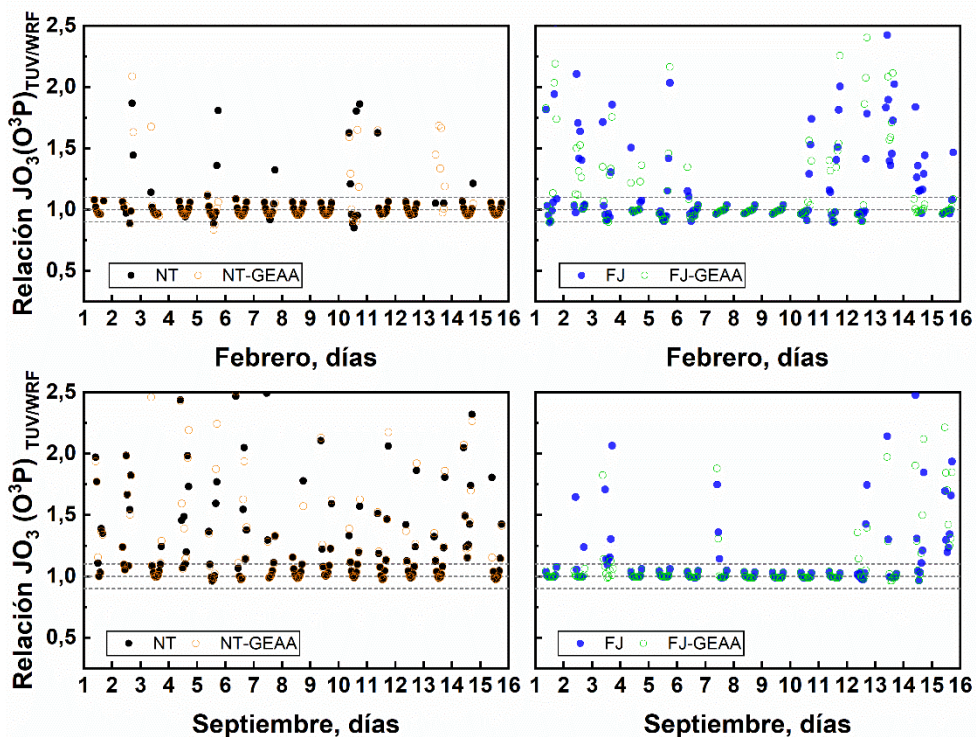 Relación JO₃(O³P)TUV/WRF
2,5
2,0
1,5
1,0
0,5
NT
NT-GEAA
1 2 3 4 5 6 7 8 9 10 11 12 13 14 15 16
Febrero, días
FJ
FJ-GEAA
1 2 3 4 5 6 7 8 9 10 11 12 13 14 15 16
Febrero, días
Relación JO₃ (O³P) TUV/WRF
2,5
2,0
1,5
1,0
0,5
NT
NT-GEAA
1 2 3 4 5 6 7 8 9 10 11 12 13 14 15 16
Septiembre, días
FJ
FJ-GEAA
1 2 3 4 5 6 7 8 9 10 11 12 13 14 15 16
Septiembre, días